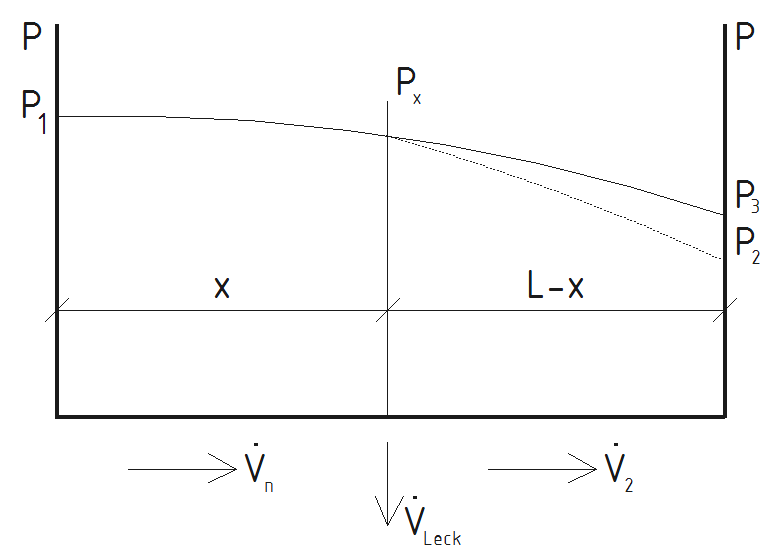 P P
P₁ Pₓ
P₃
P₂
x L-x
V̇ₙ V̇₂
V̇Leck